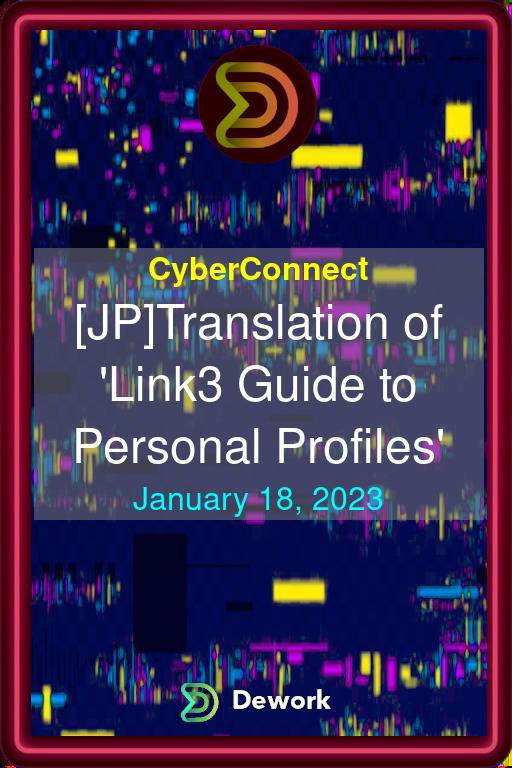 CyberConnect
[JP]Translation of
'Link3 Guide to
Personal Profiles'
January 18, 2023
Dework